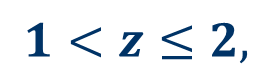 1 < z ≤ 2,